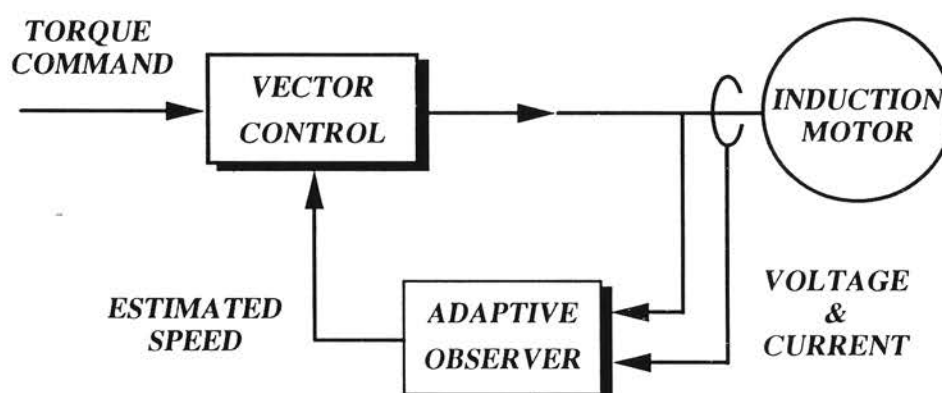 TORQUE
COMMAND
VECTOR
CONTROL
INDUCTION
MOTOR
ESTIMATED
SPEED
ADAPTIVE
OBSERVER
VOLTAGE
&
CURRENT